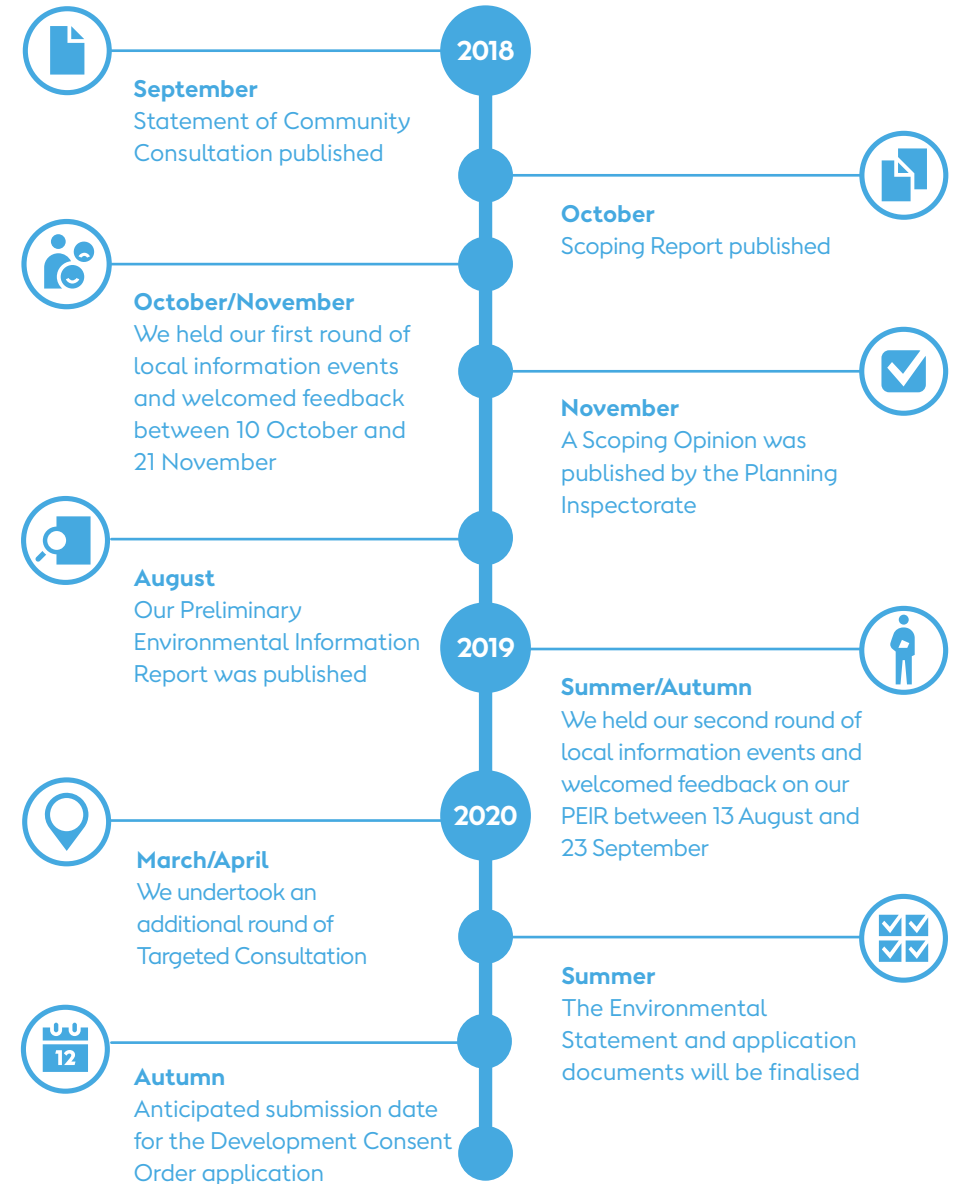 2018
September
Statement of Community
Consultation published
October
Scoping Report published
October/November
We held our first round of
local information events
and welcomed feedback
between 10 October and
21 November
November
A Scoping Opinion was
published by the Planning
Inspectorate
August
Our Preliminary
Environmental Information
Report was published
2019
Summer/Autumn
We held our second round of
local information events and
welcomed feedback on our
PEIR between 13 August and
23 September
2020
March/April
We undertook an
additional round of
Targeted Consultation
Summer
The Environmental
Statement and application
documents will be finalised
12
Autumn
Anticipated submission date
for the Development Consent
Order application